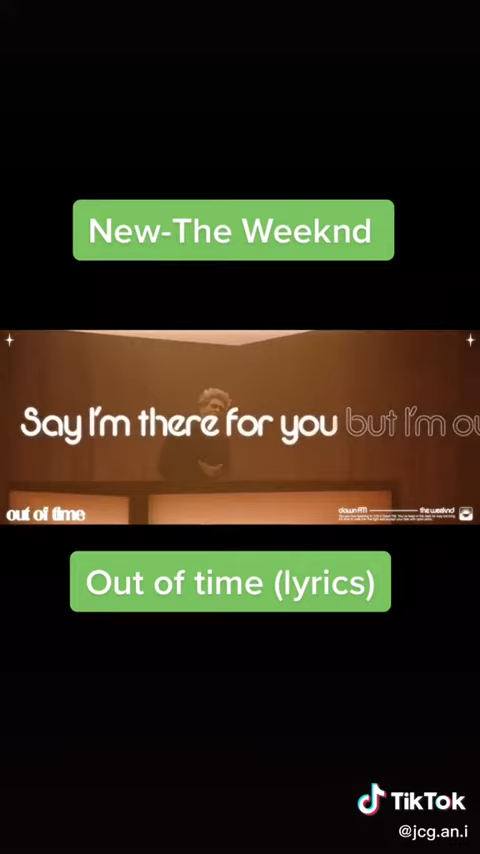 New-The Weeknd
Say I'm there for you but I'm ou
out of time
dawn FM
the weeknd
Out of time (lyrics)
TikTok
@jcg.an.i